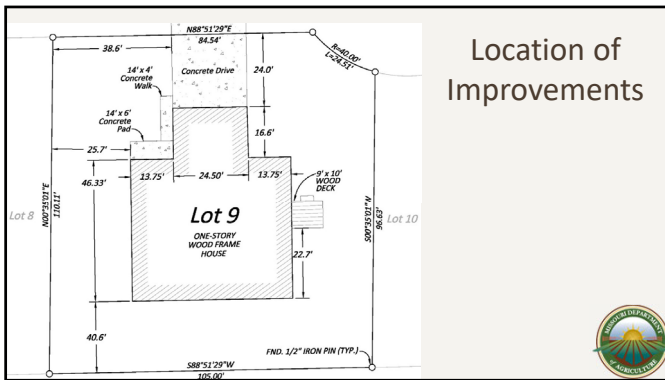 N88°51'29"E
84.54'
38.6'
R=40.00'
L=24.51'
Location of
Improvements
14' x 4'
Concrete
Walk
Concrete Drive
24.0'
14' x 6'
Concrete
Pad
16.6'
25.7'
13.75'
24.50'
13.75'
9' x 10'
WOOD
DECK
46.33'
N00°35'01"E
110.11'
Lot 8
Lot 9
ONE-STORY
WOOD FRAME
HOUSE
S00°35'01"N
96.63'
Lot 10
22.7'
40.6'
FND. 1/2" IRON PIN (TYP.)
S88°51'29"W
105.00'
MISSOURI DEPARTMENT
of AGRICULTURE